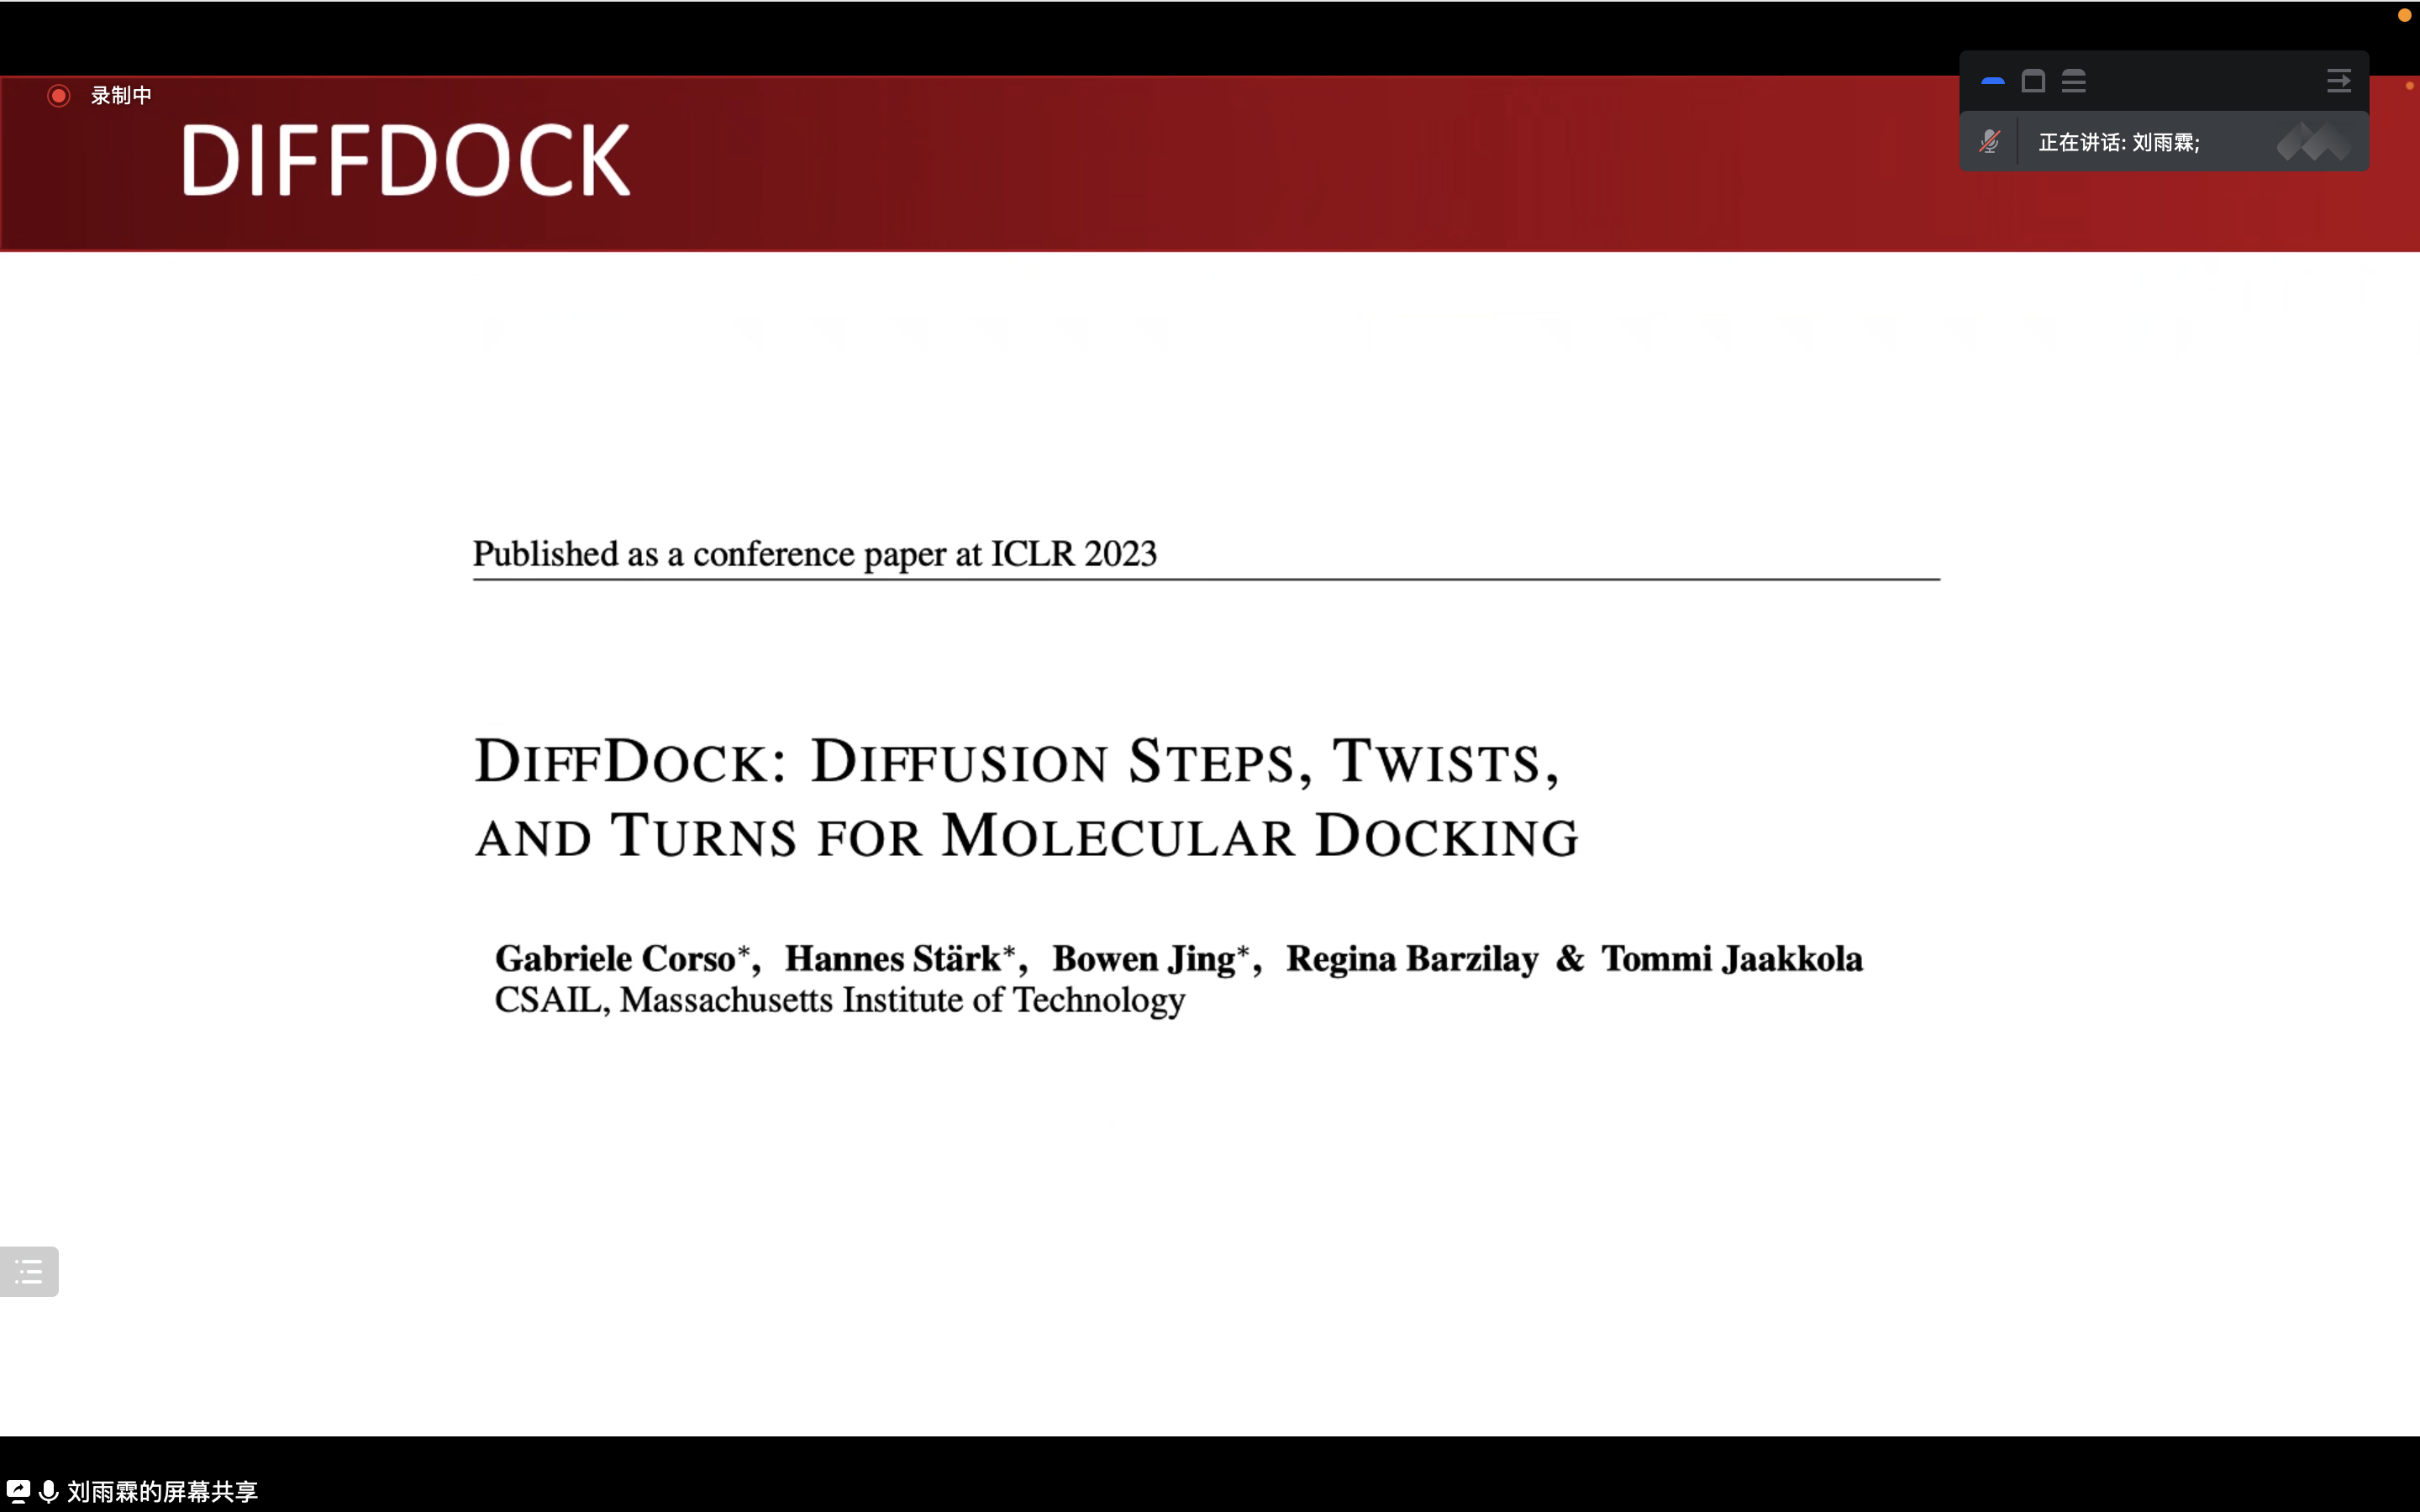 录制中
DIFFDOCK
正在讲话: 刘雨霖;
Published as a conference paper at ICLR 2023
DIFFDOCK: DIFFUSION STEPS, TWISTS,
AND TURNS FOR MOLECULAR DOCKING
Gabriele Corso*, Hannes Stärk*, Bowen Jing*, Regina Barzilay & Tommi Jaakkola
CSAIL, Massachusetts Institute of Technology
刘雨霖的屏幕共享